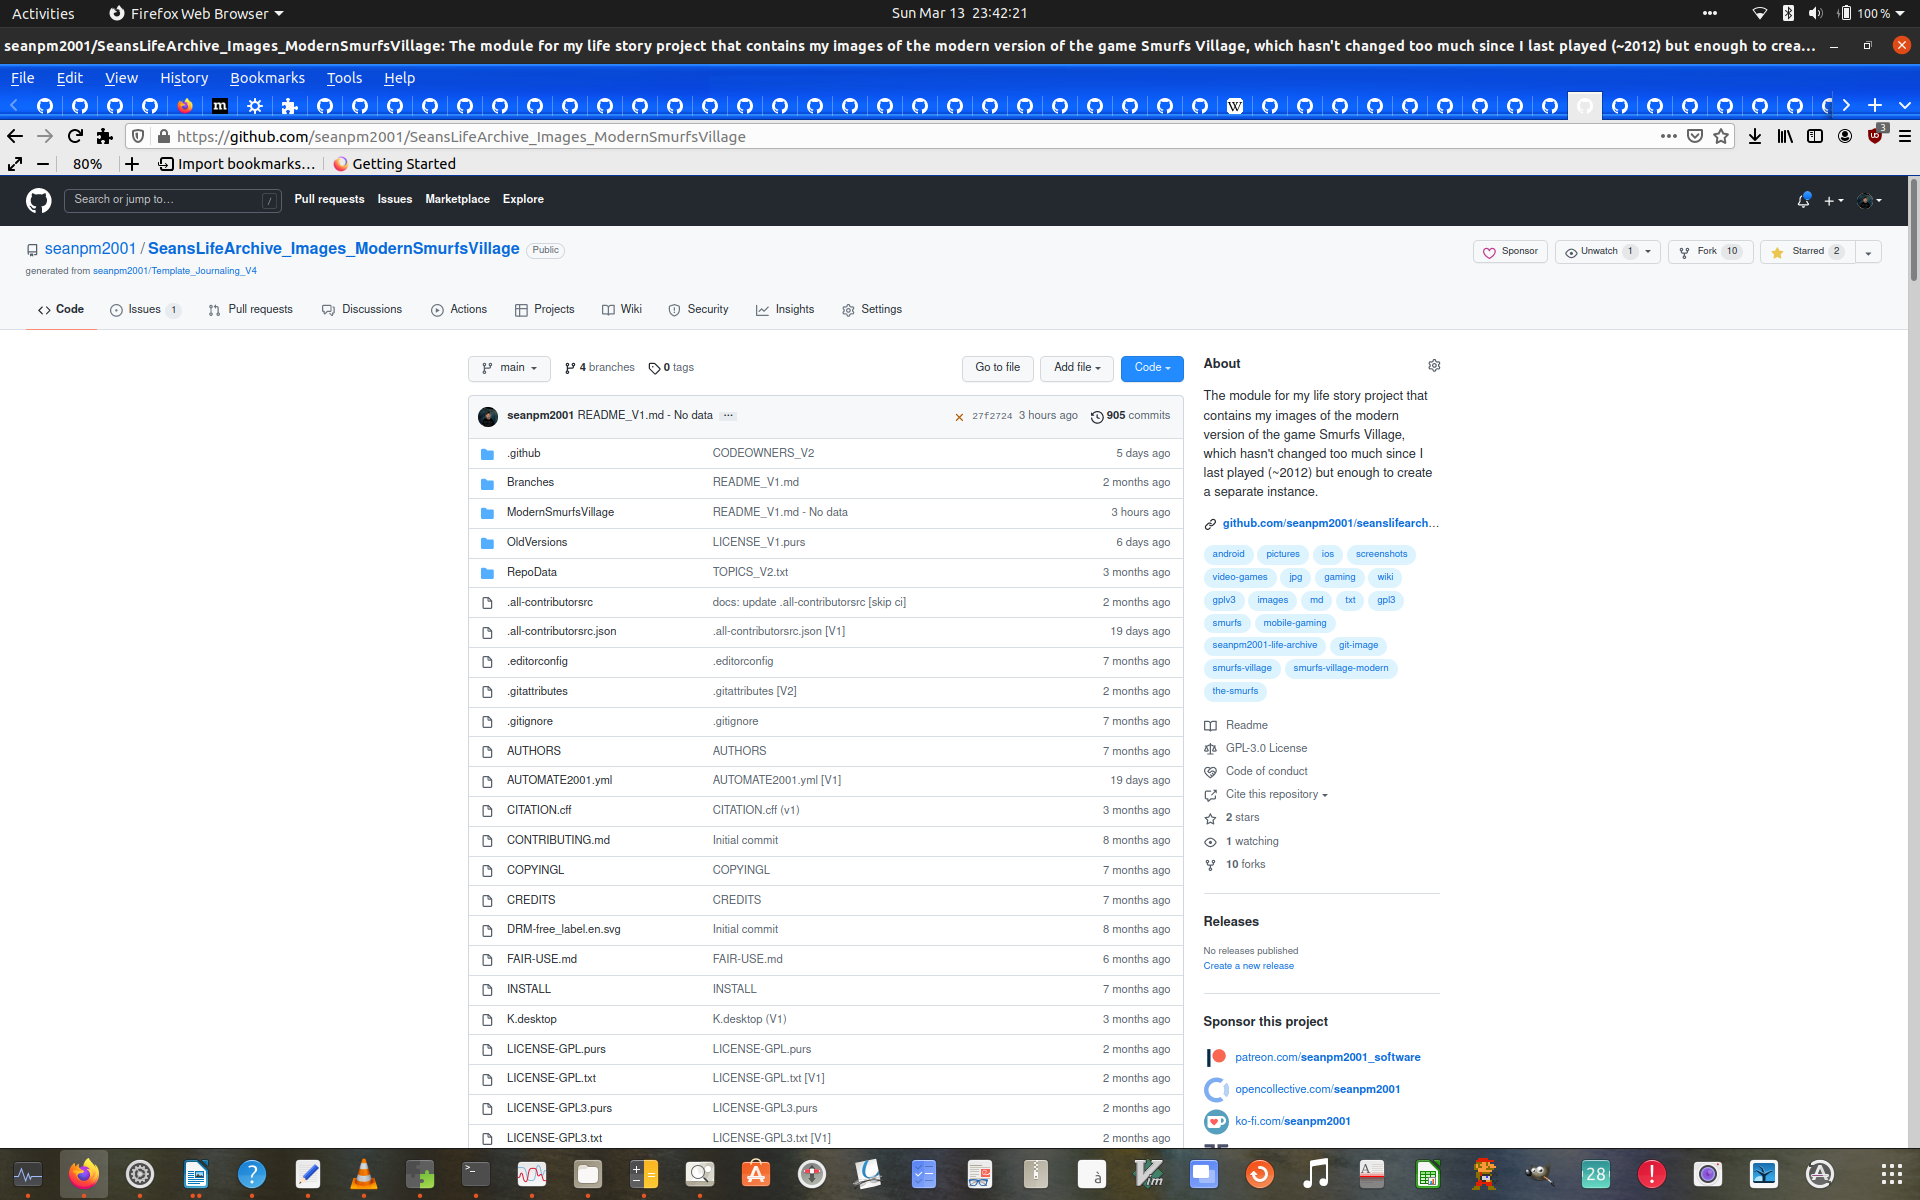 Activities
Firefox Web Browser
Sun Mar 13 23:42:21
100 %
seanpm2001/SeansLifeArchive_Images_ModernSmurfsVillage: The module for my life story project that contains my images of the modern version of the game Smurfs Village, which hasn't changed too much since I last played (~2012) but enough to crea…
File Edit View History Bookmarks Tools Help
https://github.com/seanpm2001/SeansLifeArchive_Images_ModernSmurfsVillage
3
80%
Import bookmarks…
Getting Started
Search or jump to…
/
Pull requests Issues Marketplace Explore
seanpm2001 / SeansLifeArchive_Images_ModernSmurfsVillage Public
generated from seanpm2001/Template_Journaling_V4
Sponsor
Unwatch 1
Fork 10
Starred 2
Code
Issues 1
Pull requests
Discussions
Actions
Projects
Wiki
Security
Insights
Settings
main
4 branches
0 tags
Go to file
Add file
Code
seanpm2001 README_V1.md - No data ...
27f2724 3 hours ago
905 commits
.github CODEOWNERS_V2 5 days ago
Branches README_V1.md 2 months ago
ModernSmurfsVillage README_V1.md - No data 3 hours ago
OldVersions LICENSE_V1.purs 6 days ago
RepoData TOPICS_V2.txt 3 months ago
.all-contributorsrc docs: update .all-contributorsrc [skip ci] 2 months ago
.all-contributorsrc.json .all-contributorsrc.json [V1] 19 days ago
.editorconfig .editorconfig 7 months ago
.gitattributes .gitattributes [V2] 2 months ago
.gitignore .gitignore 7 months ago
AUTHORS AUTHORS 7 months ago
AUTOMATE2001.yml AUTOMATE2001.yml [V1] 19 days ago
CITATION.cff CITATION.cff (v1) 3 months ago
CONTRIBUTING.md Initial commit 8 months ago
COPYINGL COPYINGL 7 months ago
CREDITS CREDITS 7 months ago
DRM-free_label.en.svg Initial commit 8 months ago
FAIR-USE.md FAIR-USE.md 6 months ago
INSTALL INSTALL 7 months ago
K.desktop K.desktop (V1) 3 months ago
LICENSE-GPL.purs LICENSE-GPL.purs 2 months ago
LICENSE-GPL.txt LICENSE-GPL.txt [V1] 2 months ago
LICENSE-GPL3.purs LICENSE-GPL3.purs 2 months ago
LICENSE-GPL3.txt LICENSE-GPL3.txt [V1] 2 months ago
About
The module for my life story project that
contains my images of the modern
version of the game Smurfs Village,
which hasn't changed too much since I
last played (~2012) but enough to create
a separate instance.
github.com/seanpm2001/seanslifearch…
android pictures ios screenshots
video-games jpg gaming wiki
gplv3 images md txt gpl3
smurfs mobile-gaming
seanpm2001-life-archive git-image
smurfs-village smurfs-village-modern
the-smurfs
Readme
GPL-3.0 License
Code of conduct
Cite this repository
2 stars
1 watching
10 forks
Releases
No releases published
Create a new release
Sponsor this project
patreon.com/seanpm2001_software
opencollective.com/seanpm2001
ko-fi.com/seanpm2001
28